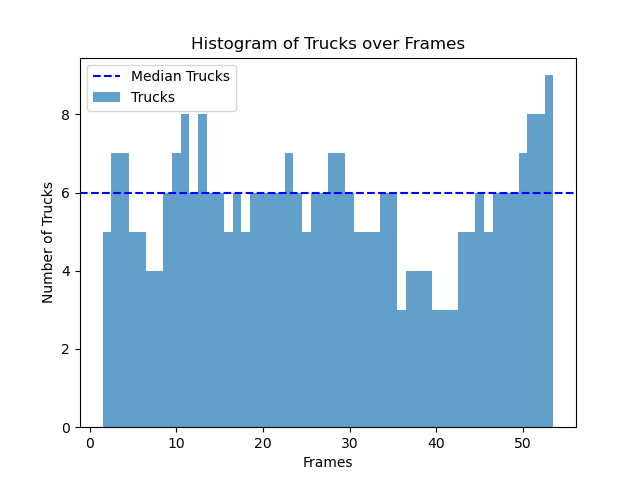 Histogram of Trucks over Frames
Median Trucks
Trucks
Number of Trucks
8
6
4
2
0
0 10 20 30 40 50
Frames